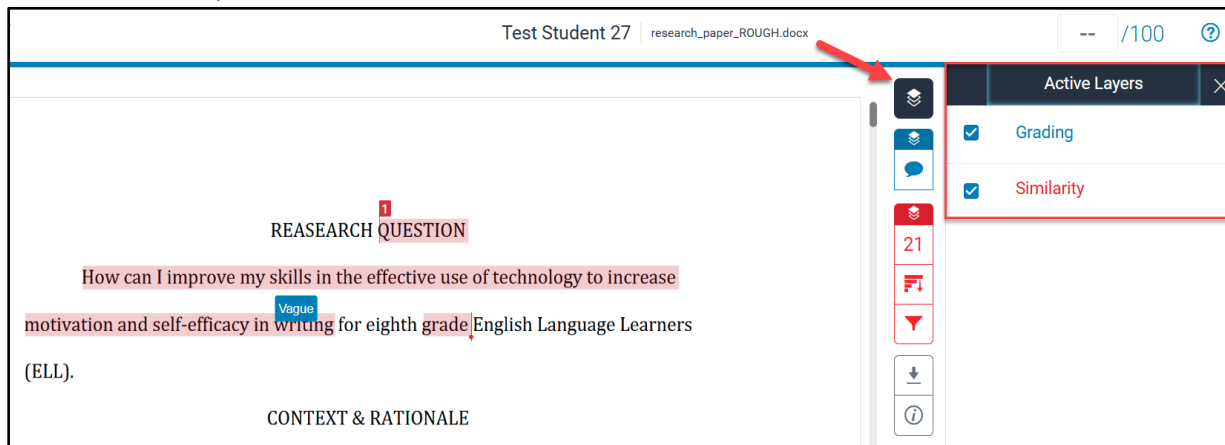 Test Student 27 research_paper_ROUGH.docx -- /100 ?
Active Layers
Grading
Similarity
1
REASEARCH QUESTION
21
How can I improve my skills in the effective use of technology to increase
Vague
motivation and self-efficacy in writing for eighth grade English Language Learners
(ELL).
CONTEXT & RATIONALE
i